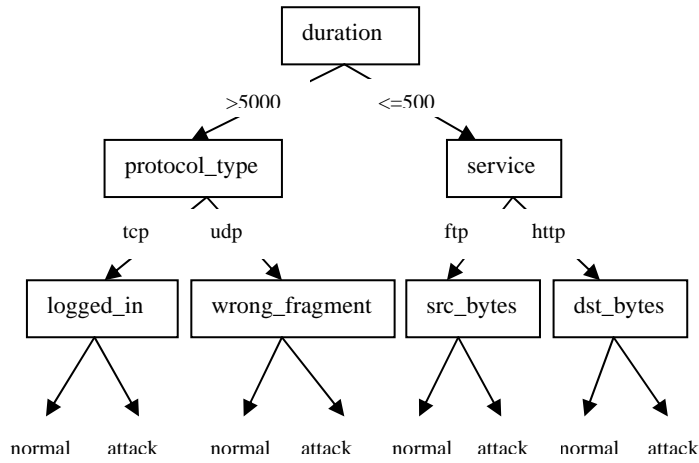 duration
>5000 <=500
protocol_type service
tcp udp ftp http
logged_in wrong_fragment src_bytes dst_bytes
normal attack normal attack normal attack normal attack